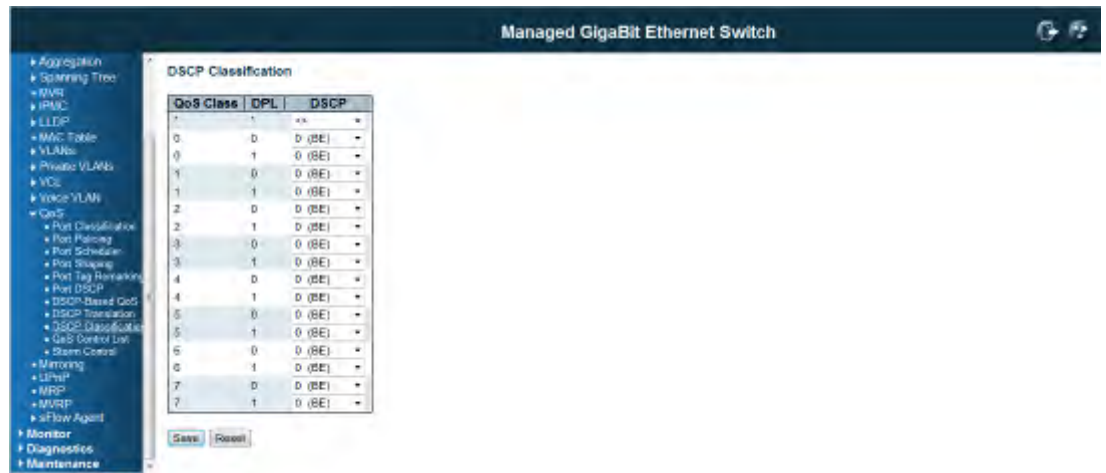 Managed GigaBit Ethernet Switch
Aggregation
Spanning Tree
MVR
IPMC
LLDP
MAC Table
VLANs
Private VLANs
VCL
Voice VLAN
QoS
Port Classification
Port Policing
Port Scheduler
Port Shaping
Port Tag Remarking
Port DSCP
DSCP-Based QoS
DSCP Translation
DSCP Classification
QoS Control List
Storm Control
Mirroring
UPnP
MRP
MVRP
sFlow Agent
Monitor
Diagnostics
Maintenance
DSCP Classification
QoS Class DPL DSCP
* * <>
0 0 0 (BE)
0 1 0 (BE)
1 0 0 (BE)
1 1 0 (BE)
2 0 0 (BE)
2 1 0 (BE)
3 0 0 (BE)
3 1 0 (BE)
4 0 0 (BE)
4 1 0 (BE)
5 0 0 (BE)
5 1 0 (BE)
6 0 0 (BE)
6 1 0 (BE)
7 0 0 (BE)
7 1 0 (BE)
Save Reset